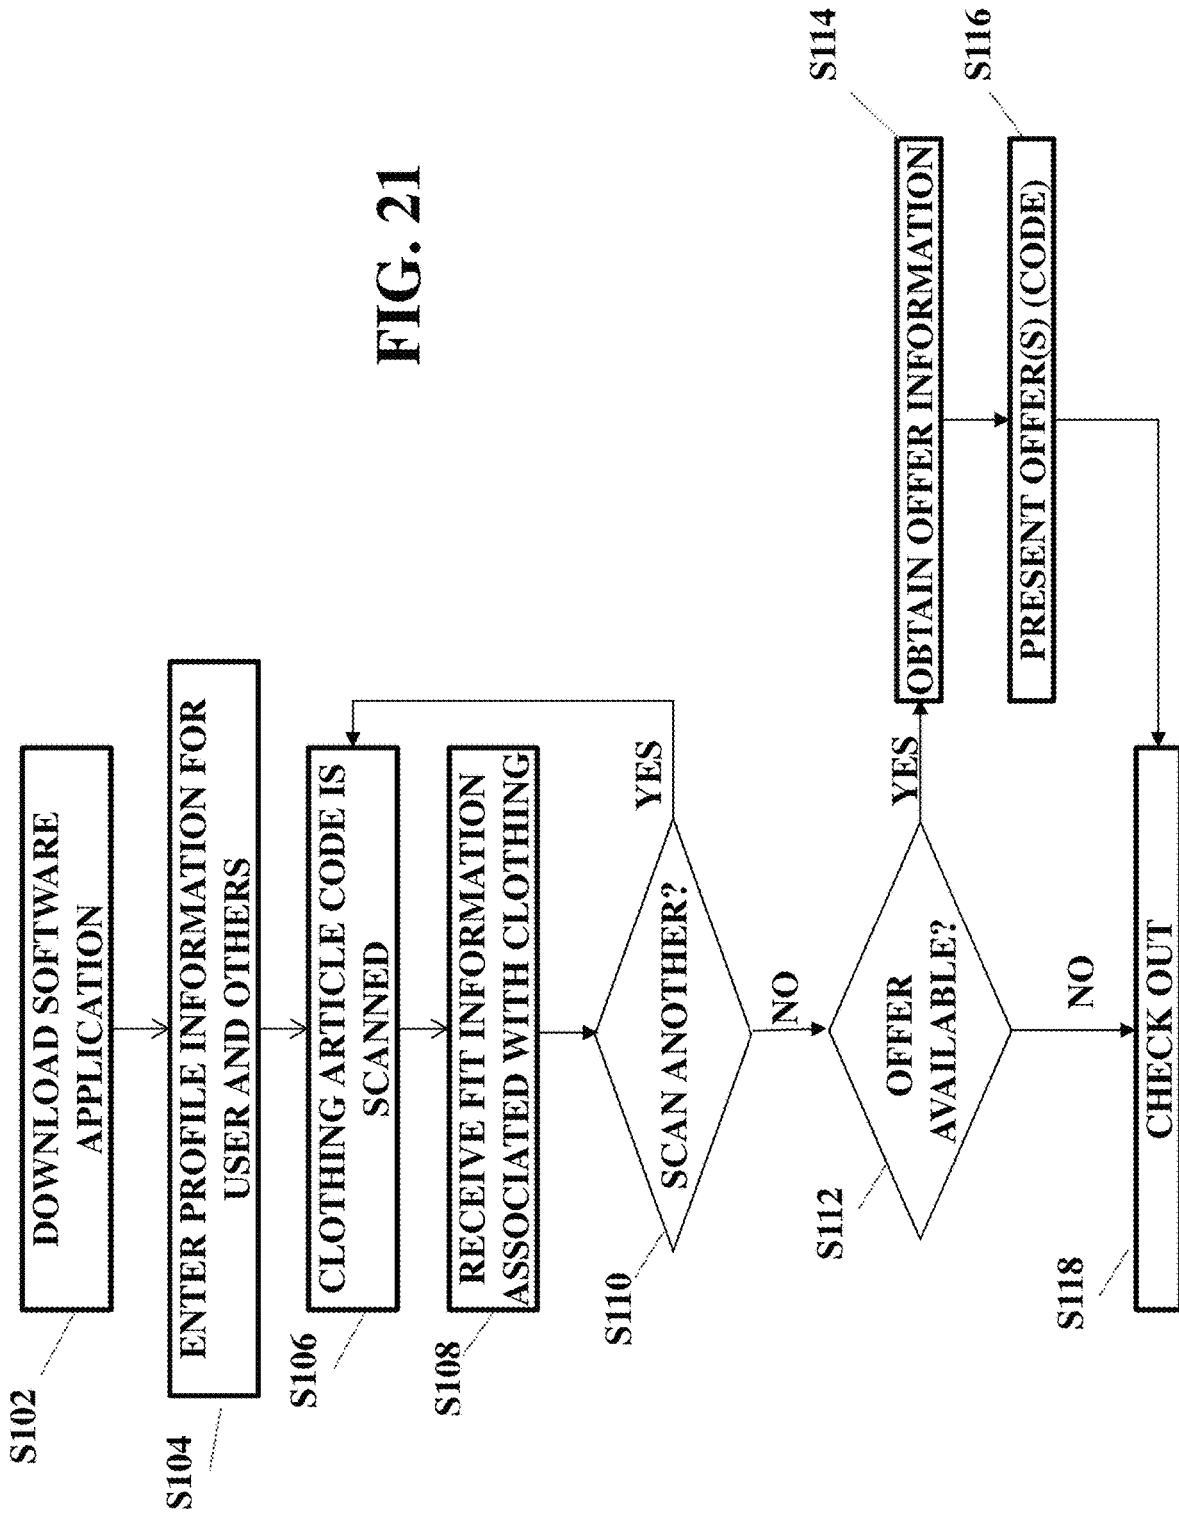 S102
DOWNLOAD SOFTWARE
APPLICATION
S104
ENTER PROFILE INFORMATION FOR
USER AND OTHERS
S106
CLOTHING ARTICLE CODE IS
SCANNED
S108
RECEIVE FIT INFORMATION
ASSOCIATED WITH CLOTHING
S110
SCAN ANOTHER?
YES
NO
S112
OFFER
AVAILABLE?
YES
NO
S114
OBTAIN OFFER INFORMATION
S116
PRESENT OFFER(S) (CODE)
S118
CHECK OUT
FIG. 21